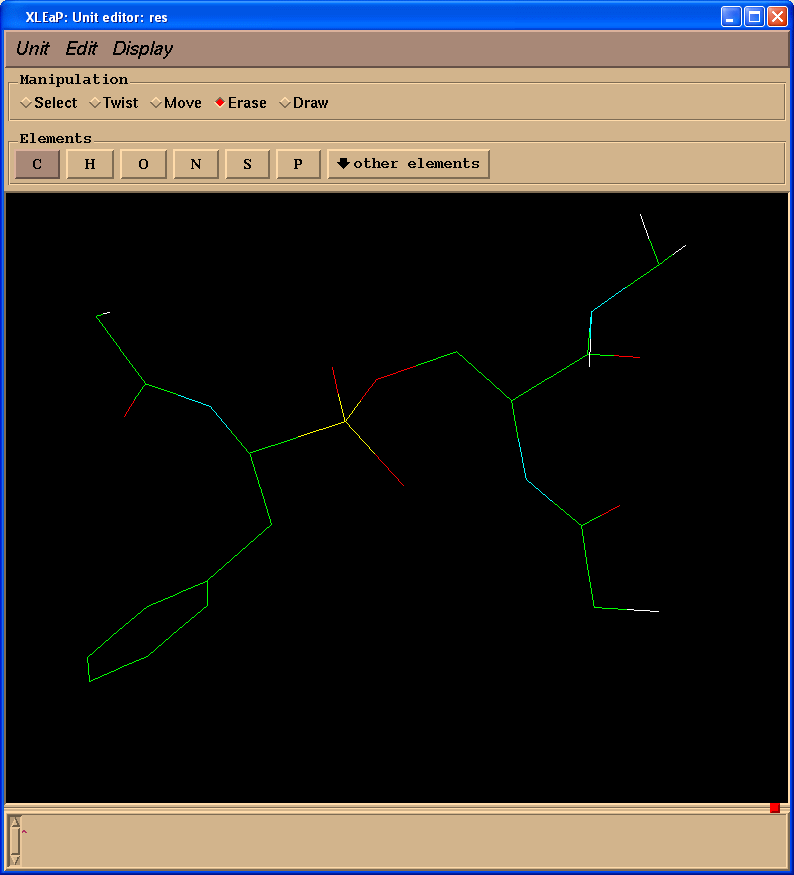 XLEaP: Unit editor: res
Unit Edit Display
Manipulation
Select Twist Move Erase Draw
Elements
C H O N S P other elements